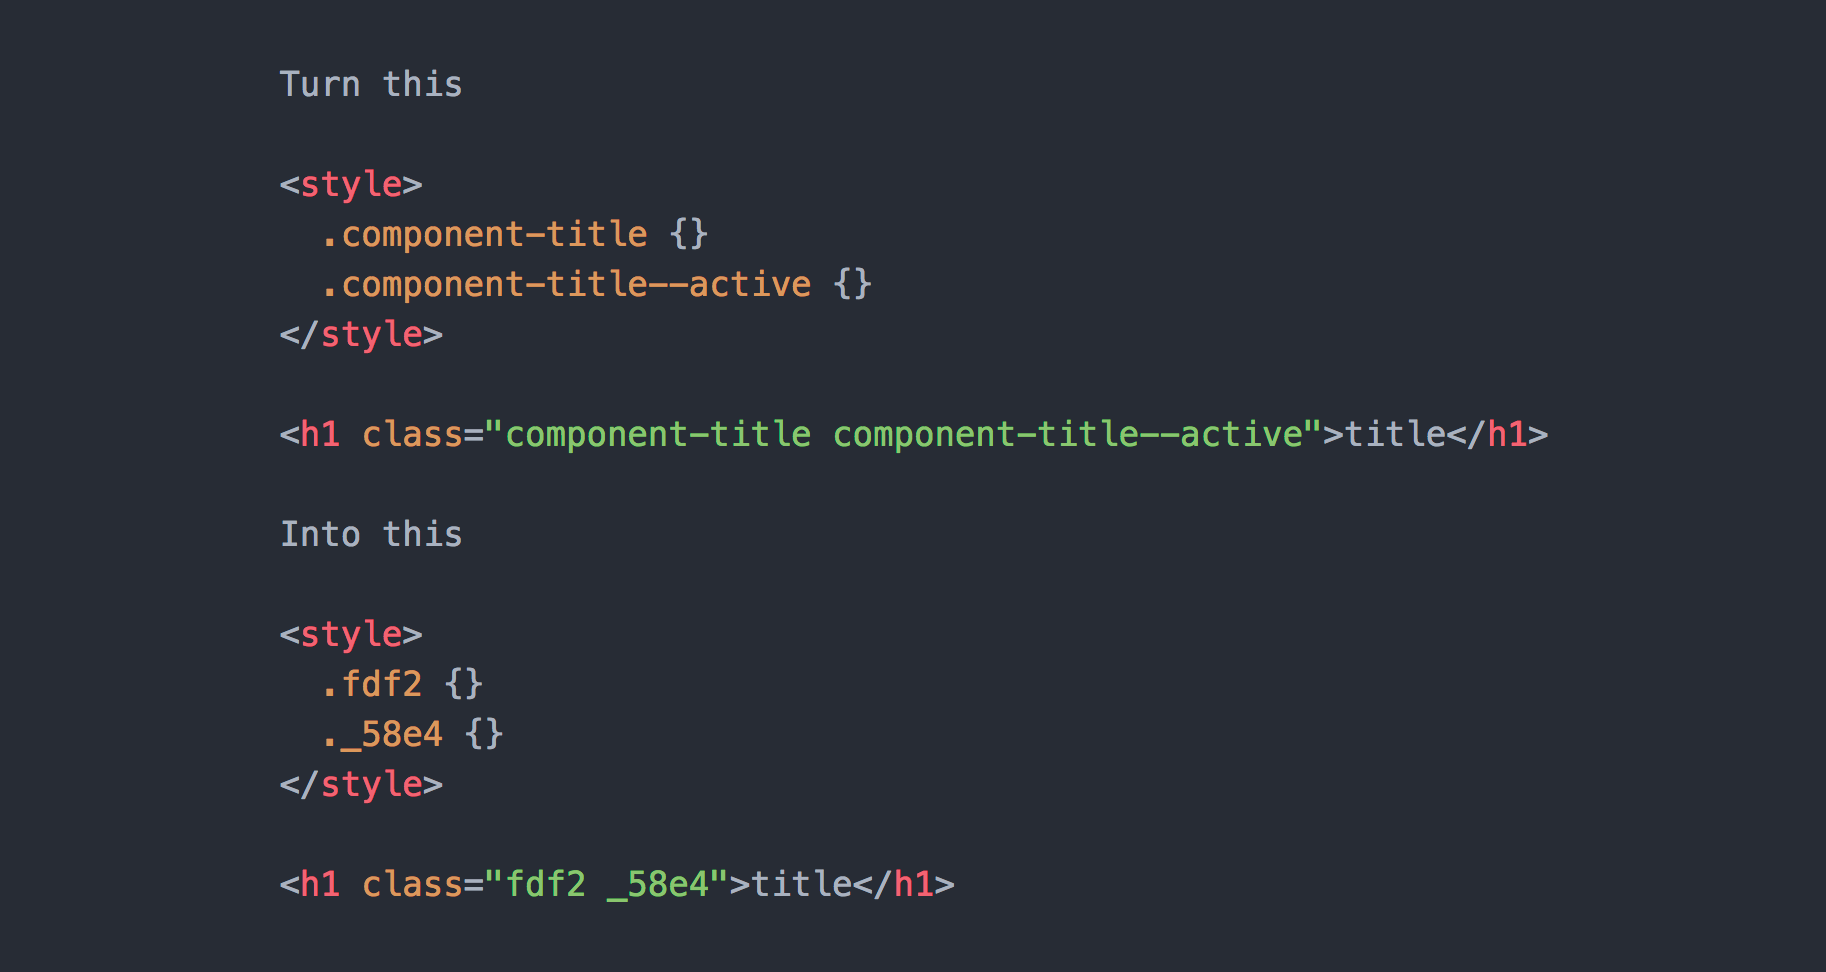 Turn this
<style>
.component-title {}
.component-title--active {}
</style>
<h1 class="component-title component-title--active">title</h1>
Into this
<style>
.fdf2 {}
._58e4 {}
</style>
<h1 class="fdf2 _58e4">title</h1>